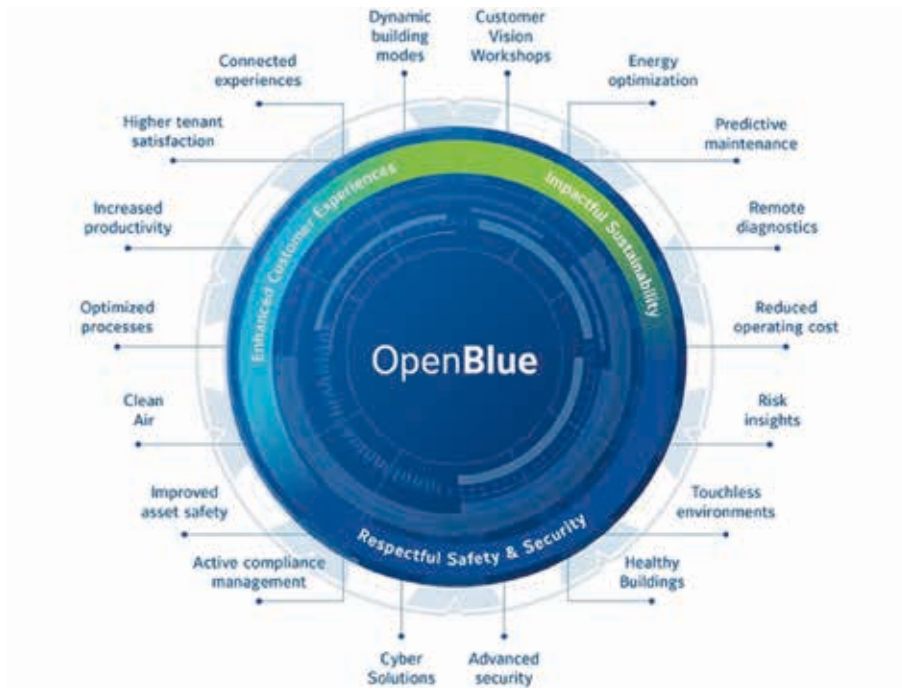 Dynamic
building
modes
Customer
Vision
Workshops
Connected
experiences
Energy
optimization
Higher tenant
satisfaction
Predictive
maintenance
Increased
productivity
Remote
diagnostics
Optimized
processes
Reduced
operating cost
Clean
Air
Risk
insights
Improved
asset safety
Touchless
environments
Active compliance
management
Healthy
Buildings
Cyber
Solutions
Advanced
security
Enhanced Customer Experiences
Impactful Sustainability
Respectful Safety & Security
OpenBlue